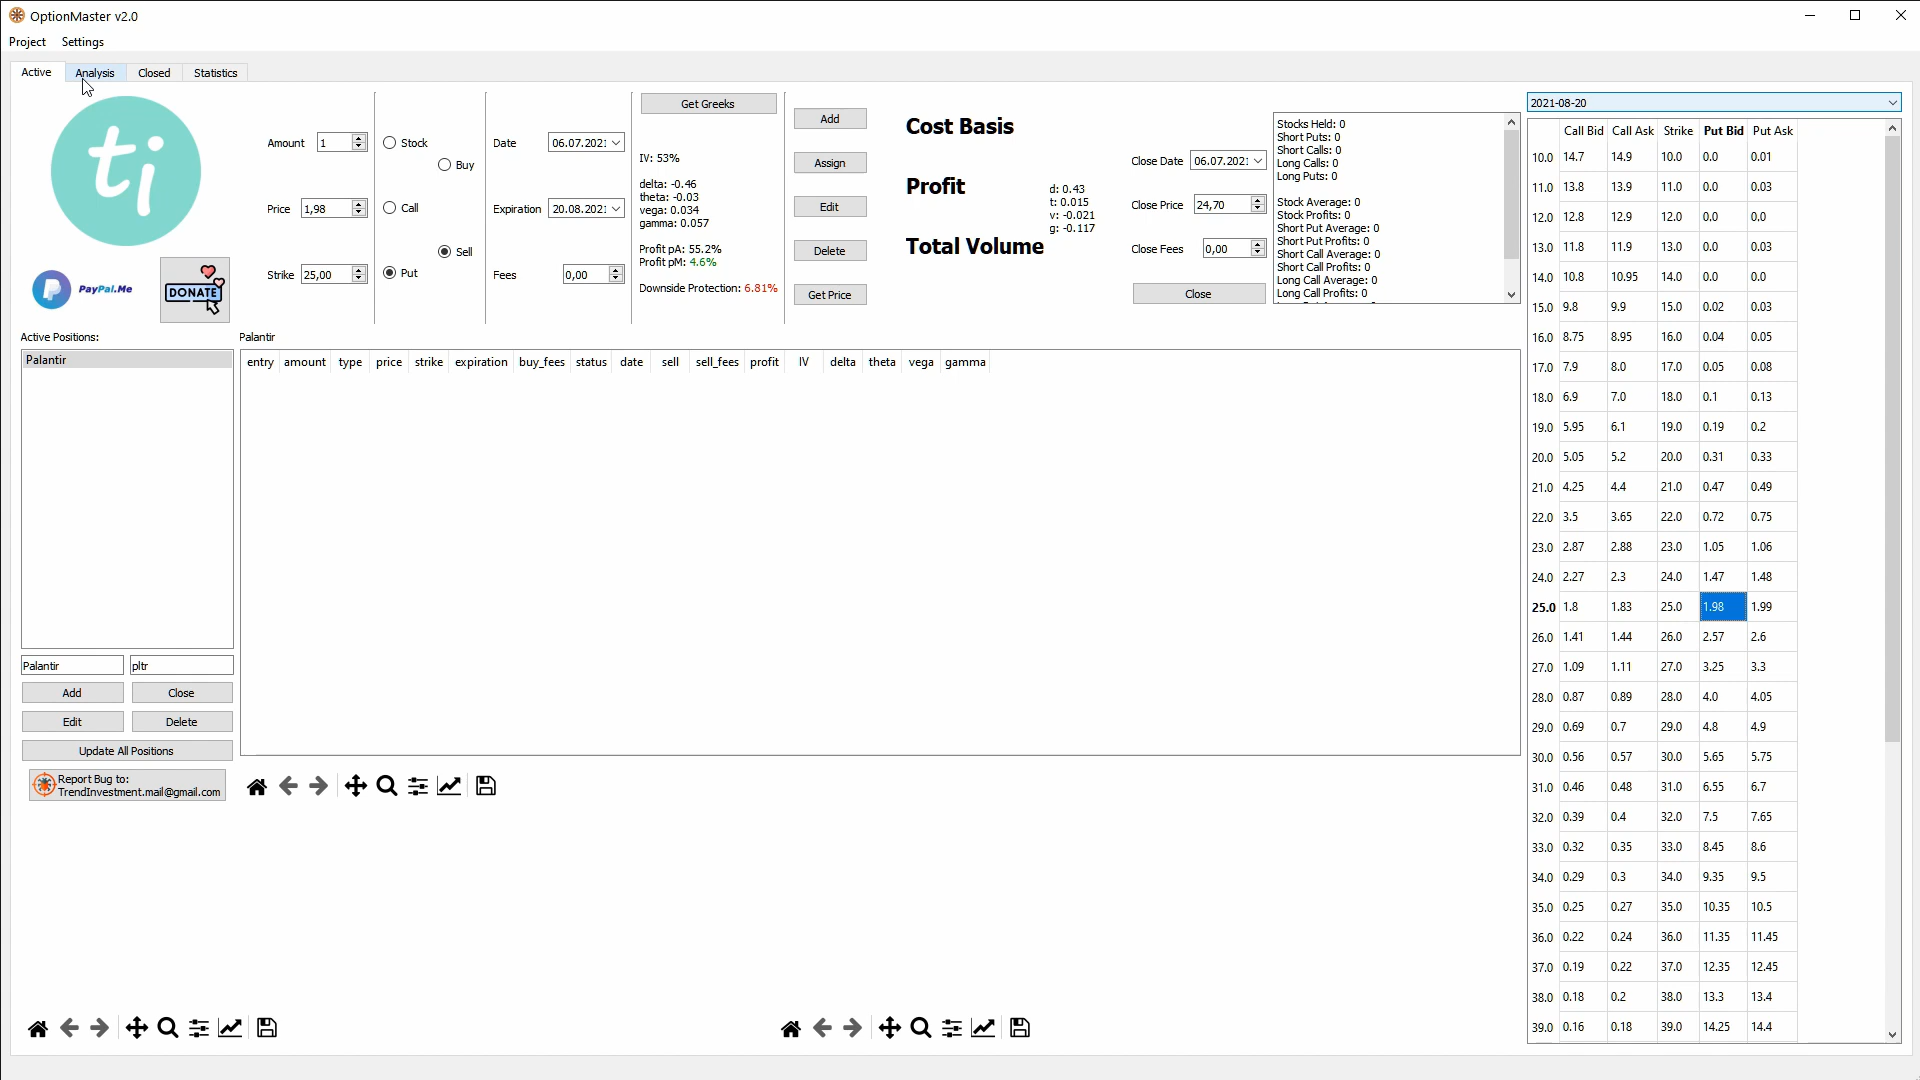 OptionMaster v2.0
Project Settings
Active Analysis Closed Statistics
ti
PayPal.Me
DONATE
Amount 1
Price 1,98
Strike 25,00
Stock
Call
Put
Buy
Sell
Date 06.07.2021
Expiration 20.08.2021
Fees 0,00
Get Greeks
IV: 53%
delta: -0.46
theta: -0.03
vega: 0.034
gamma: 0.057
Profit pA: 55.2%
Profit pM: 4.6%
Downside Protection: 6.81%
Add
Assign
Edit
Delete
Get Price
Cost Basis
Profit
Total Volume
d: 0.43
t: 0.015
v: -0.021
g: -0.117
Close Date 06.07.2021
Close Price 24,70
Close Fees 0,00
Close
Stocks Held: 0
Short Puts: 0
Short Calls: 0
Long Calls: 0
Long Puts: 0
Stock Average: 0
Stock Profits: 0
Short Put Average: 0
Short Put Profits: 0
Short Call Average: 0
Short Call Profits: 0
Long Call Average: 0
Long Call Profits: 0
Active Positions:
Palantir
Palantir pltr
Add Close
Edit Delete
Update All Positions
Report Bug to:
TrendInvestment.mail@gmail.com
Palantir
entry amount type price strike expiration buy_fees status date sell sell_fees profit IV delta theta vega gamma
2021-08-20
Call Bid Call Ask Strike Put Bid Put Ask
10.0 14.7 14.9 10.0 0.0 0.01
11.0 13.8 13.9 11.0 0.0 0.03
12.0 12.8 12.9 12.0 0.0 0.0
13.0 11.8 11.9 13.0 0.0 0.03
14.0 10.8 10.95 14.0 0.0 0.0
15.0 9.8 9.9 15.0 0.02 0.03
16.0 8.75 8.95 16.0 0.04 0.05
17.0 7.9 8.0 17.0 0.05 0.08
18.0 6.9 7.0 18.0 0.1 0.13
19.0 5.95 6.1 19.0 0.19 0.2
20.0 5.05 5.2 20.0 0.31 0.33
21.0 4.25 4.4 21.0 0.47 0.49
22.0 3.5 3.65 22.0 0.72 0.75
23.0 2.87 2.88 23.0 1.05 1.06
24.0 2.27 2.3 24.0 1.47 1.48
25.0 1.8 1.83 25.0 1.98 1.99
26.0 1.41 1.44 26.0 2.57 2.6
27.0 1.09 1.11 27.0 3.25 3.3
28.0 0.87 0.89 28.0 4.0 4.05
29.0 0.69 0.7 29.0 4.8 4.9
30.0 0.56 0.57 30.0 5.65 5.75
31.0 0.46 0.48 31.0 6.55 6.7
32.0 0.39 0.4 32.0 7.5 7.65
33.0 0.32 0.35 33.0 8.45 8.6
34.0 0.29 0.3 34.0 9.35 9.5
35.0 0.25 0.27 35.0 10.35 10.5
36.0 0.22 0.24 36.0 11.35 11.45
37.0 0.19 0.22 37.0 12.35 12.45
38.0 0.18 0.2 38.0 13.3 13.4
39.0 0.16 0.18 39.0 14.25 14.4